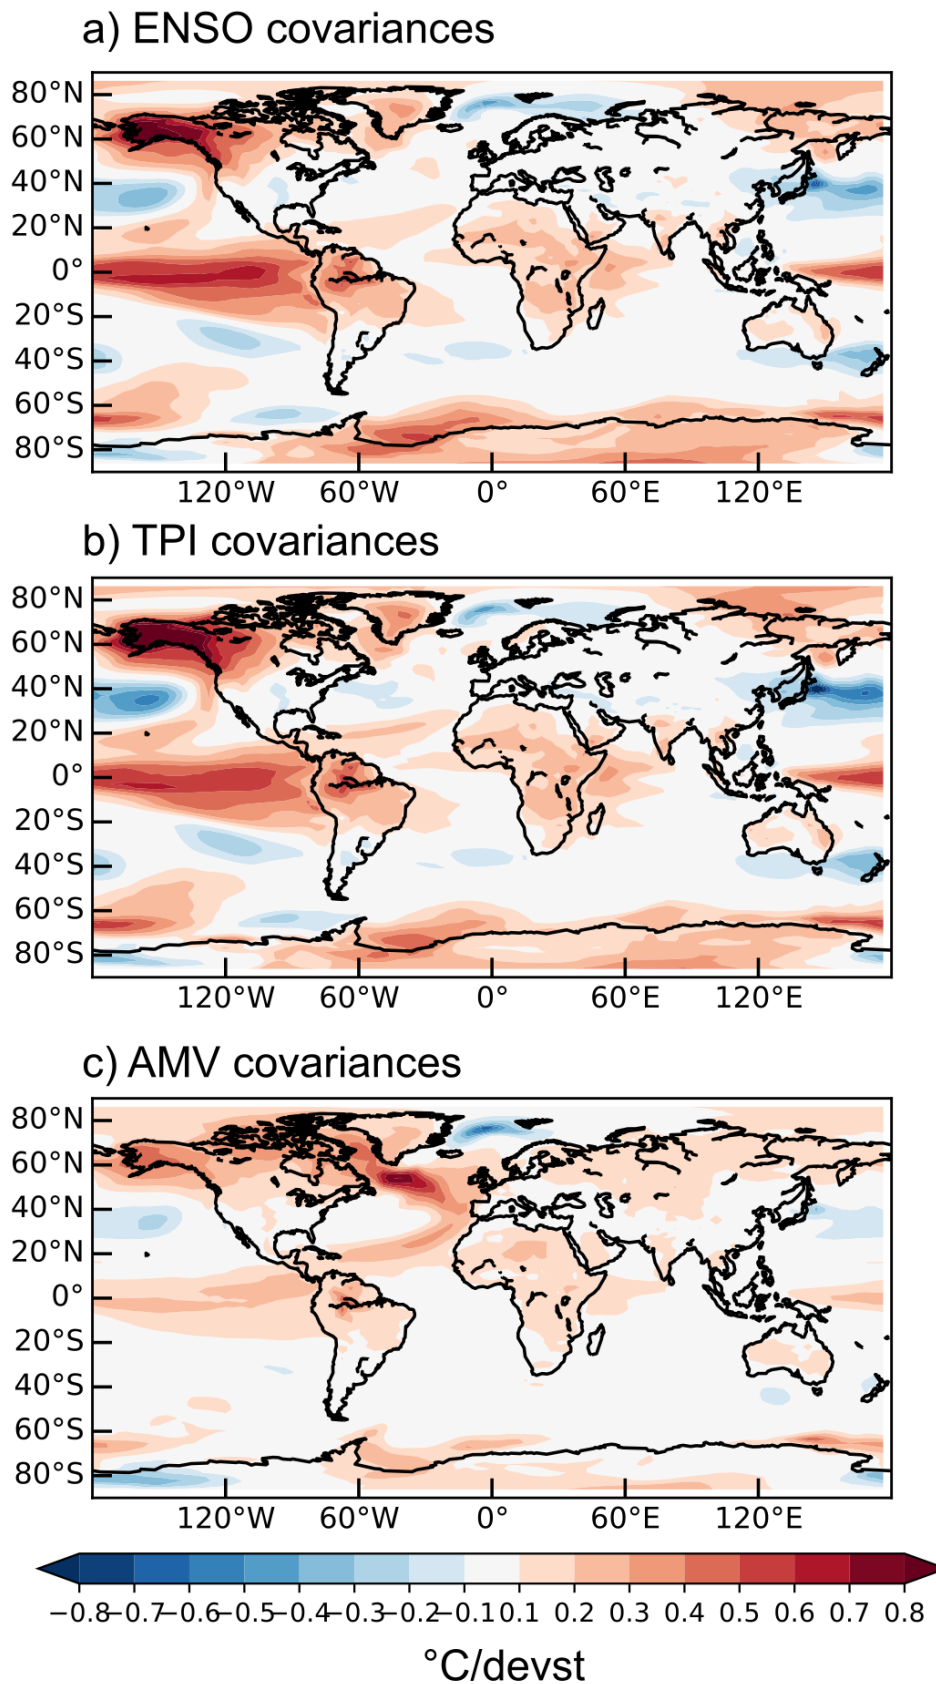 a) ENSO covariances
80°N
60°N
40°N
20°N
0°
20°S
40°S
60°S
80°S
120°W 60°W 0° 60°E 120°E
b) TPI covariances
80°N
60°N
40°N
20°N
0°
20°S
40°S
60°S
80°S
120°W 60°W 0° 60°E 120°E
c) AMV covariances
80°N
60°N
40°N
20°N
0°
20°S
40°S
60°S
80°S
120°W 60°W 0° 60°E 120°E
−0.8 −0.7 −0.6 −0.5 −0.4 −0.3 −0.2 −0.1 0.1 0.2 0.3 0.4 0.5 0.6 0.7 0.8
°C/devst